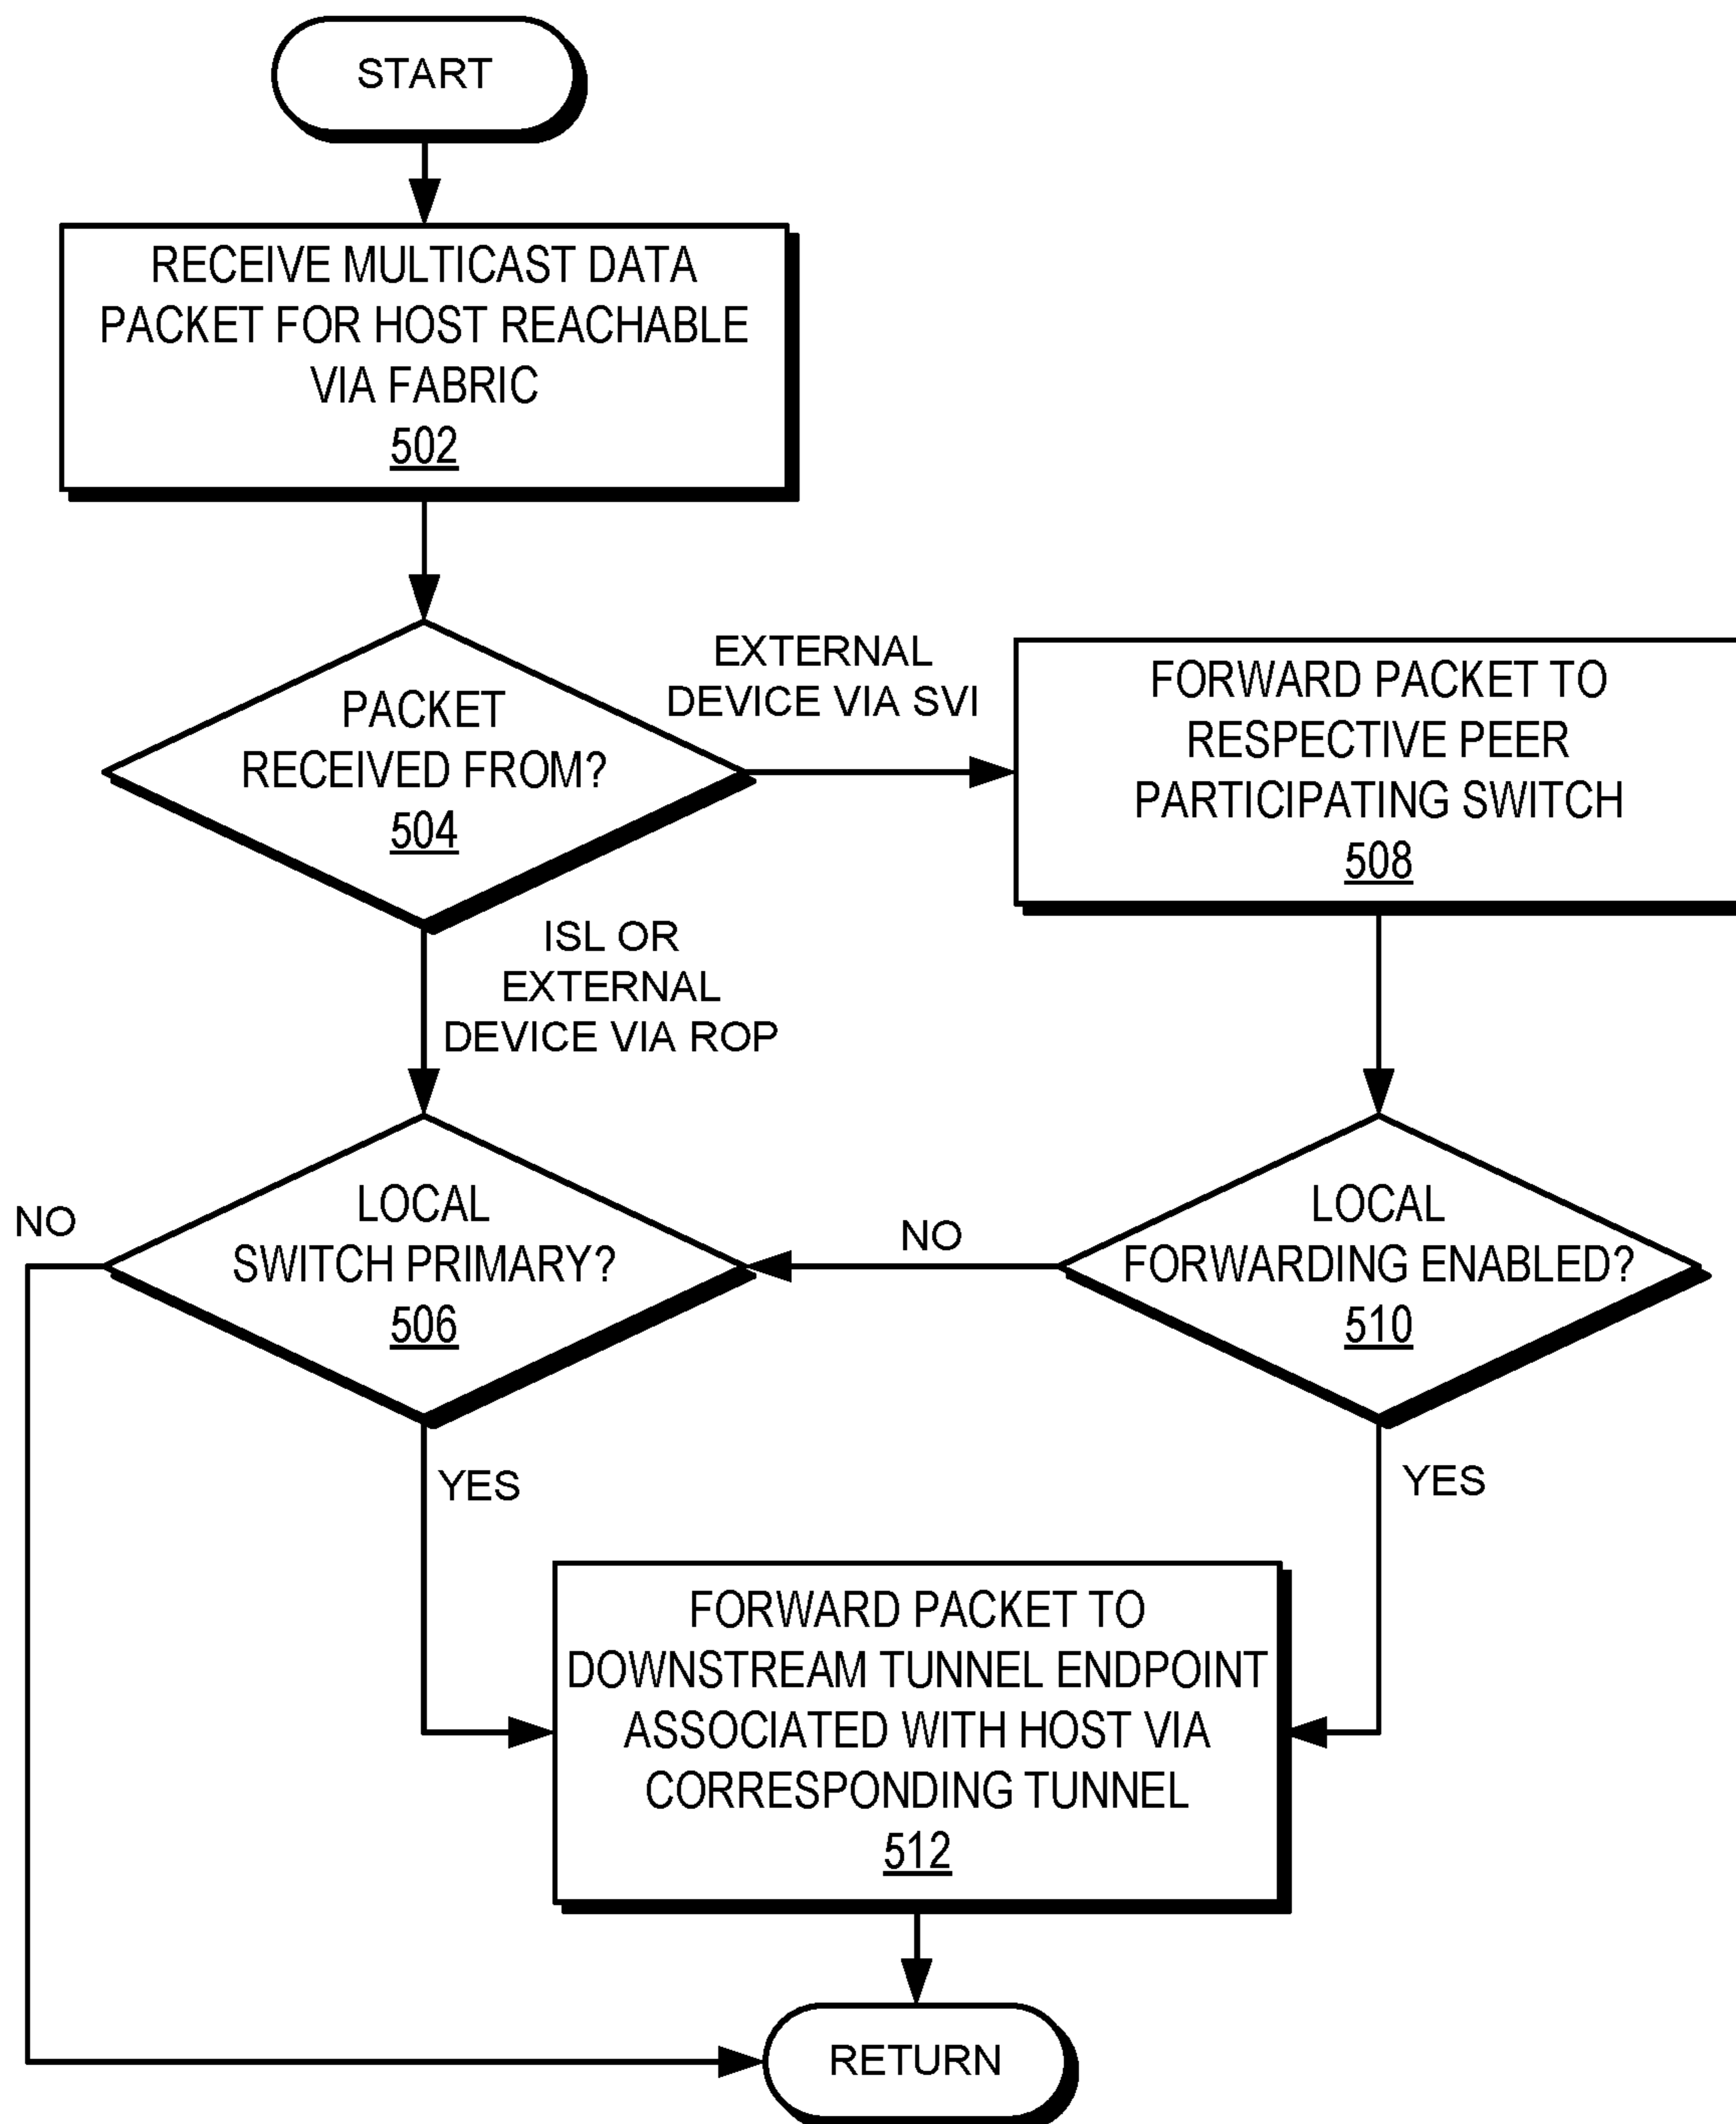 START
RECEIVE MULTICAST DATA
PACKET FOR HOST REACHABLE
VIA FABRIC
502
PACKET
RECEIVED FROM?
504
EXTERNAL
DEVICE VIA SVI
FORWARD PACKET TO
RESPECTIVE PEER
PARTICIPATING SWITCH
508
ISL OR
EXTERNAL
DEVICE VIA ROP
LOCAL
SWITCH PRIMARY?
506
NO
NO
LOCAL
FORWARDING ENABLED?
510
YES
YES
FORWARD PACKET TO
DOWNSTREAM TUNNEL ENDPOINT
ASSOCIATED WITH HOST VIA
CORRESPONDING TUNNEL
512
RETURN